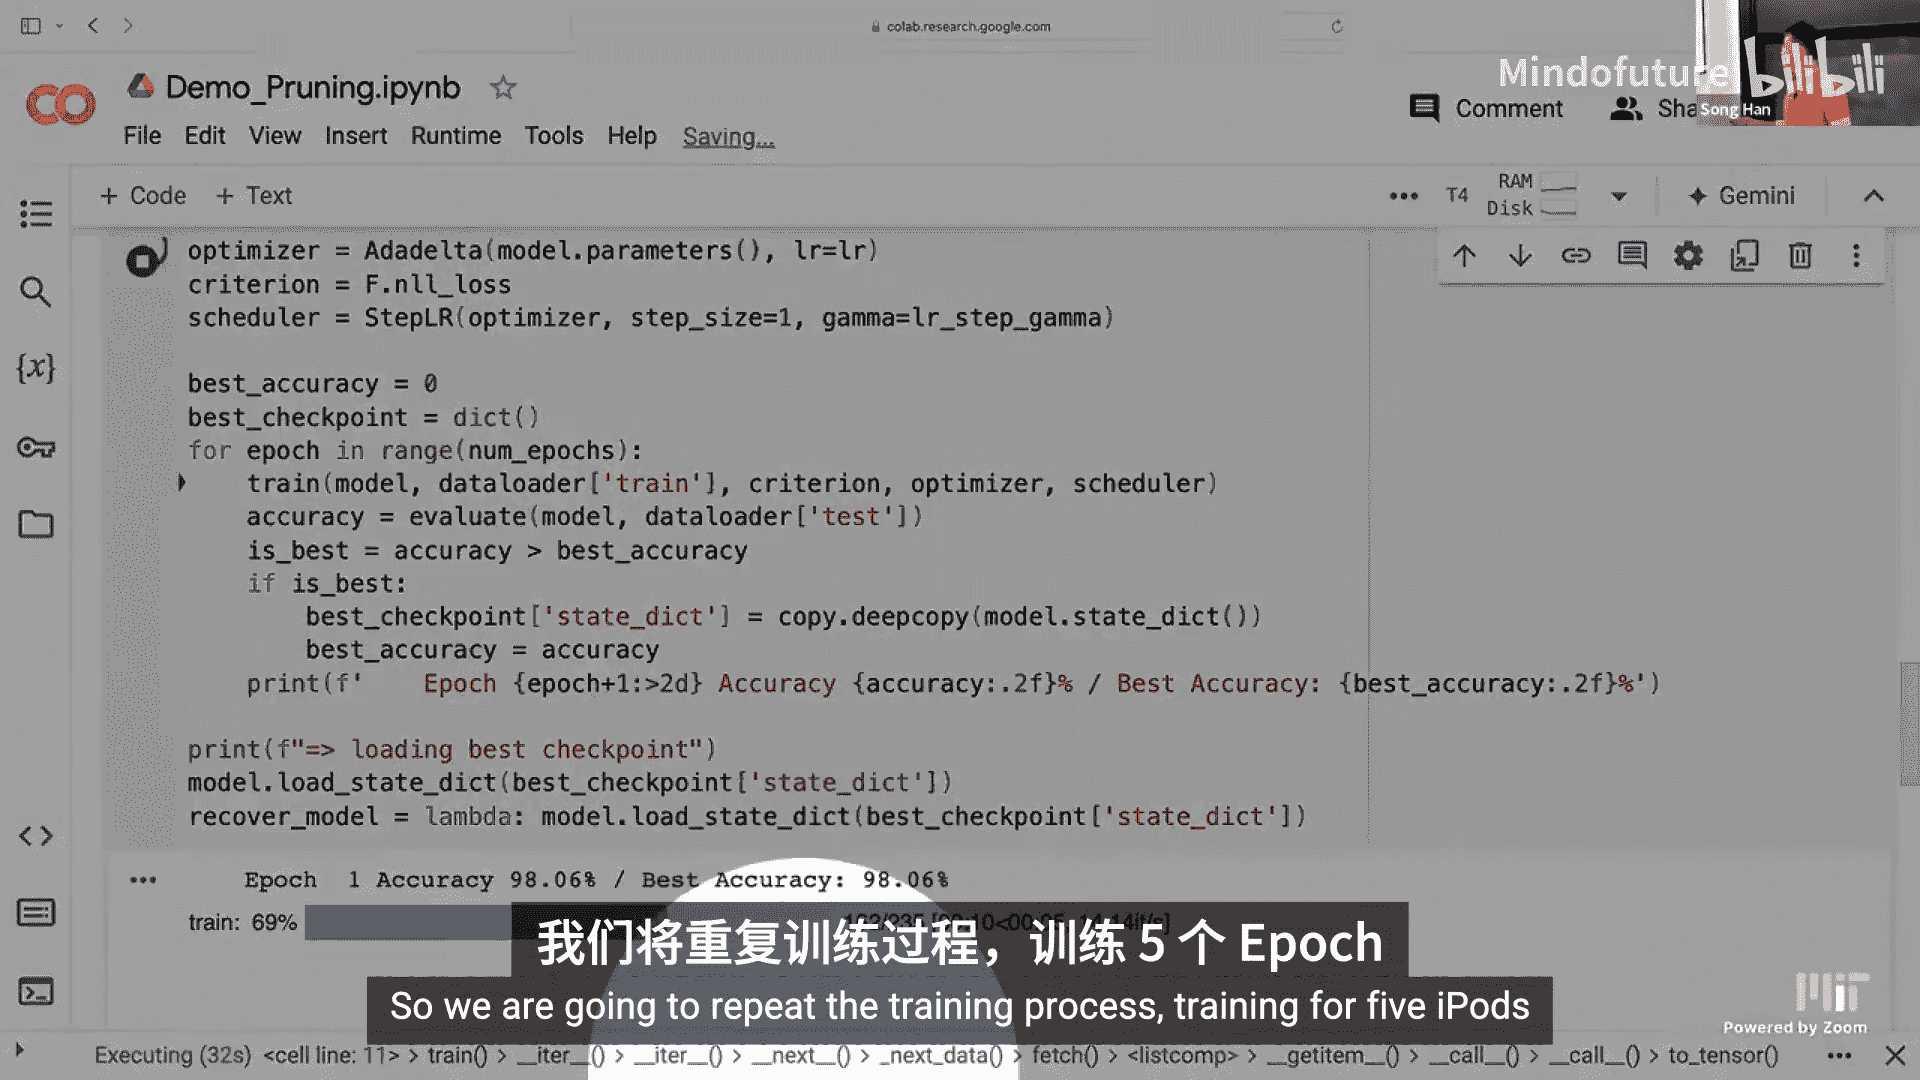 colab.research.google.com
Mindofuture bilibili
Song Han
CO Demo_Pruning.ipynb
Comment
File Edit View Insert Runtime Tools Help Saving...
+ Code + Text
T4 RAM
Disk
Gemini
optimizer = Adadelta(model.parameters(), lr=lr)
criterion = F.nll_loss
scheduler = StepLR(optimizer, step_size=1, gamma=lr_step_gamma)
best_accuracy = 0
best_checkpoint = dict()
for epoch in range(num_epochs):
    train(model, dataloader['train'], criterion, optimizer, scheduler)
    accuracy = evaluate(model, dataloader['test'])
    is_best = accuracy > best_accuracy
    if is_best:
        best_checkpoint['state_dict'] = copy.deepcopy(model.state_dict())
        best_accuracy = accuracy
    print(f'    Epoch {epoch+1:>2d} Accuracy {accuracy:.2f}% / Best Accuracy: {best_accuracy:.2f}%')
print(f"=> loading best checkpoint")
model.load_state_dict(best_checkpoint['state_dict'])
recover_model = lambda: model.load_state_dict(best_checkpoint['state_dict'])
Epoch  1 Accuracy 98.06% / Best Accuracy: 98.06%
train: 69%
我们将重复训练过程，训练 5 个 Epoch
So we are going to repeat the training process, training for five iPods
MIT
Powered by Zoom
Executing (32s) <cell line: 11> > train() > __iter__() > __iter__() > __next__() > _next_data() > fetch() > <listcomp> > __getitem__() > __call__() > __call__() > to_tensor()